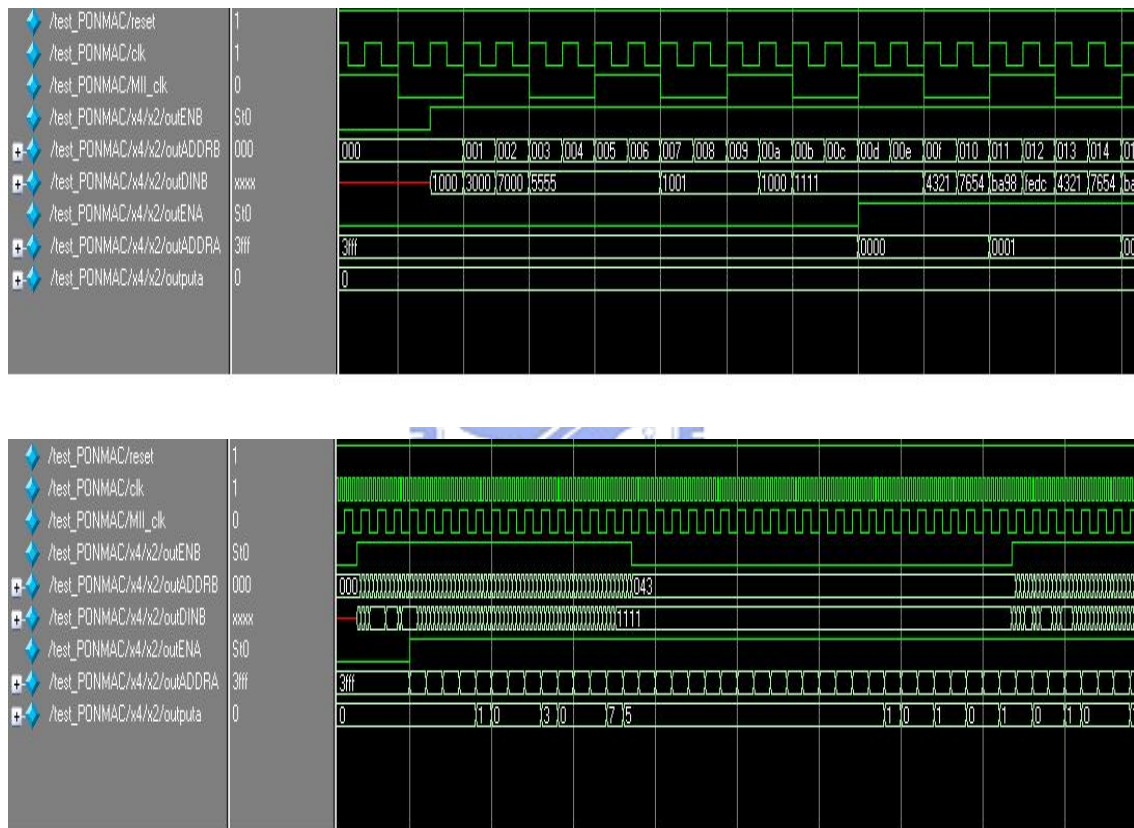 /test_PONMAC/reset 1
/test_PONMAC/clk 1
/test_PONMAC/MII_clk 0
/test_PONMAC/x4/x2/outENB St0
/test_PONMAC/x4/x2/outADDRB 000 000 001 002 003 004 005 006 007 008 009 00a 00b 00c 00d 00e 00f 010 011 012 013 014 01
/test_PONMAC/x4/x2/outDINB xxxx 1000 3000 7000 5555 1001 1000 1111 4321 7654 ba98 fedc 4321 7654 ba
/test_PONMAC/x4/x2/outENA St0
/test_PONMAC/x4/x2/outADDRA 3fff 3fff 0000 0001 00
/test_PONMAC/x4/x2/outputa 0 0
/test_PONMAC/reset 1
/test_PONMAC/clk 1
/test_PONMAC/MII_clk 0
/test_PONMAC/x4/x2/outENB St0
/test_PONMAC/x4/x2/outADDRB 000 000 043
/test_PONMAC/x4/x2/outDINB xxxx 1111
/test_PONMAC/x4/x2/outENA St0
/test_PONMAC/x4/x2/outADDRA 3fff 3fff
/test_PONMAC/x4/x2/outputa 0 0 1 0 3 0 7 5 1 0 1 0 1 0 1 0